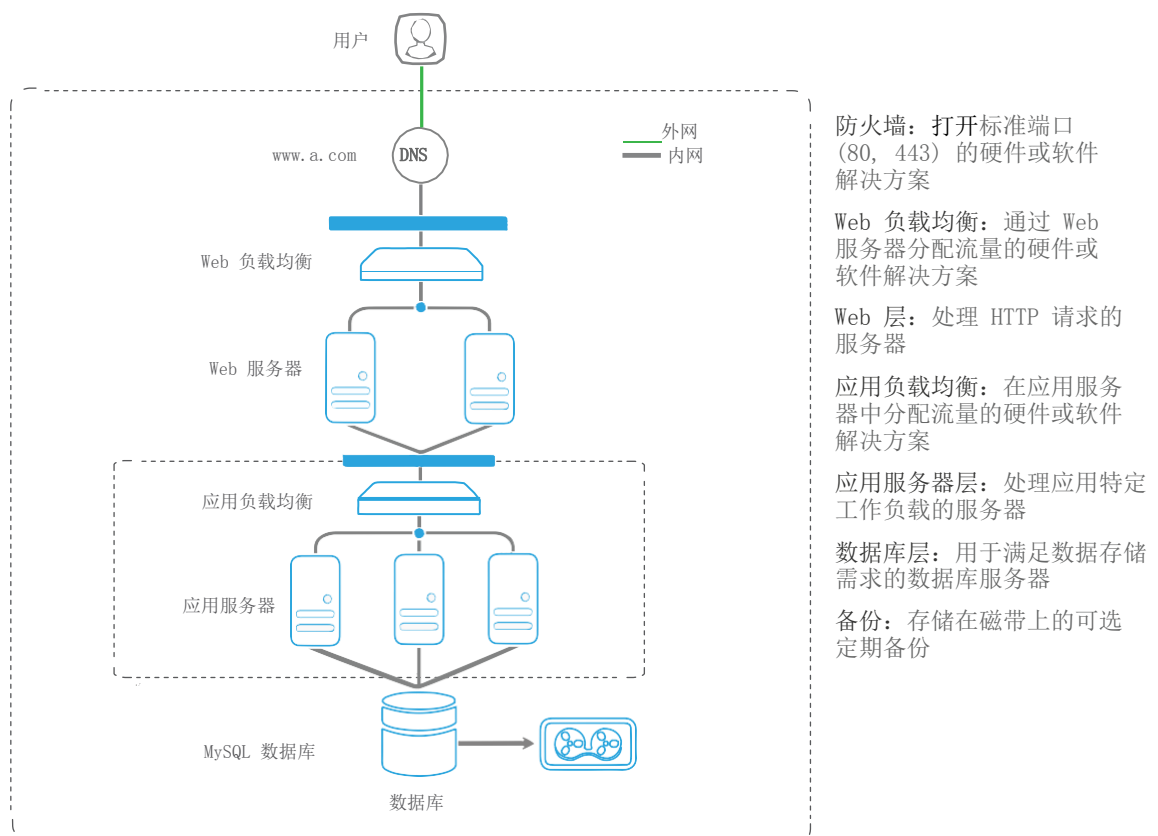 用户
www.a.com
DNS
外网
内网
Web 负载均衡
Web 服务器
应用负载均衡
应用服务器
MySQL 数据库
数据库
防火墙：打开标准端口
(80, 443) 的硬件或软件
解决方案
Web 负载均衡：通过 Web
服务器分配流量的硬件或
软件解决方案
Web 层：处理 HTTP 请求的
服务器
应用负载均衡：在应用服务
器中分配流量的硬件或软件
解决方案
应用服务器层：处理应用特定
工作负载的服务器
数据库层：用于满足数据存储
需求的数据库服务器
备份：存储在磁带上的可选
定期备份